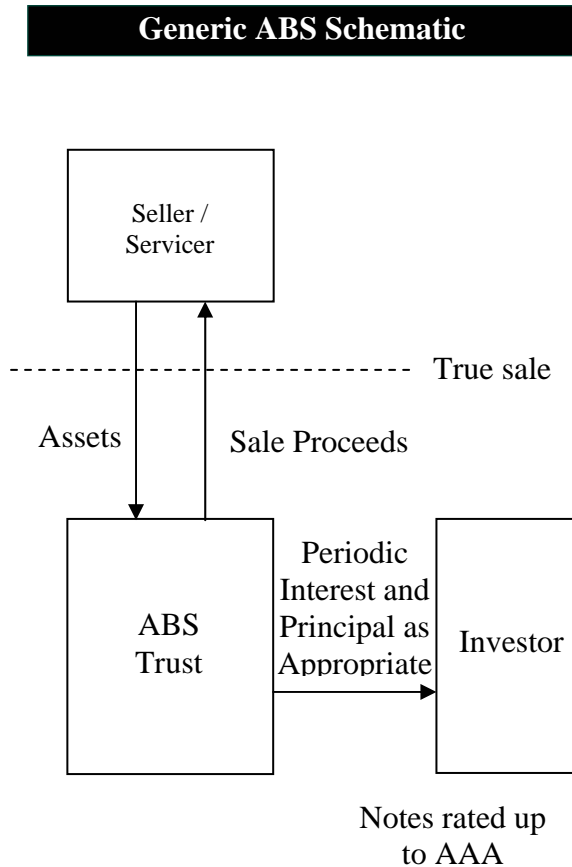 Generic ABS Schematic
Seller /
Servicer
True sale
Assets
Sale Proceeds
ABS
Trust
Periodic
Interest and
Principal as
Appropriate
Investor
Notes rated up
to AAA